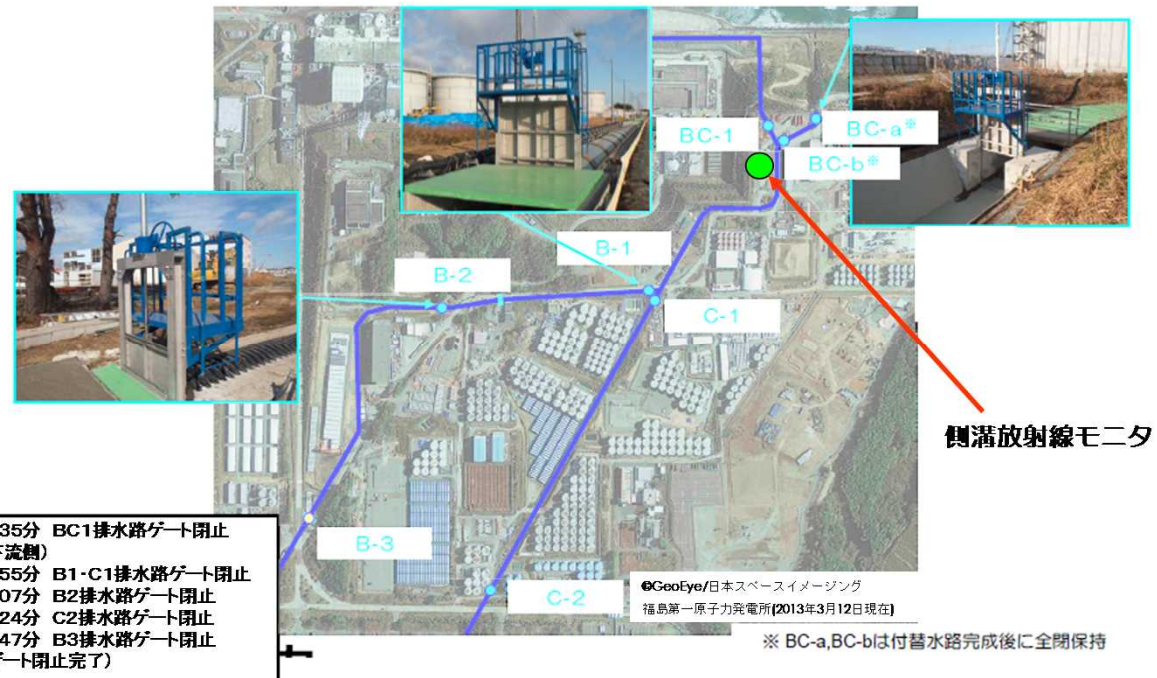 BC-1
BC-a※
BC-b※
B-1
B-2
C-1
側溝放射線モニタ
B-3
C-2
35分 BC1排水路ゲート閉止
下流側)
55分 B1・C1排水路ゲート閉止
07分 B2排水路ゲート閉止
24分 C2排水路ゲート閉止
47分 B3排水路ゲート閉止
ゲート閉止完了)
©GeoEye/日本スペースイメージング
福島第一原子力発電所(2013年3月12日現在)
※ BC-a,BC-bは付替水路完成後に全閉保持